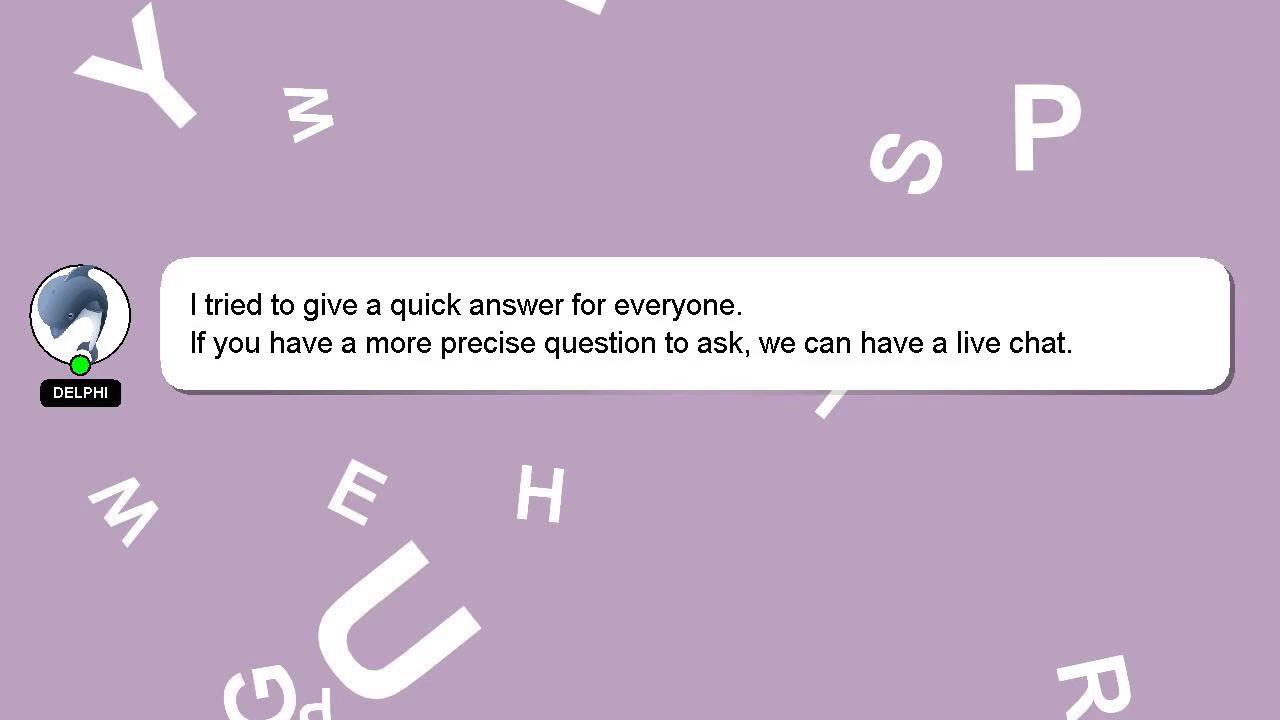 Y
W
S
P
I tried to give a quick answer for everyone.
If you have a more precise question to ask, we can have a live chat.
DELPHI
W
E
H
U
G
R